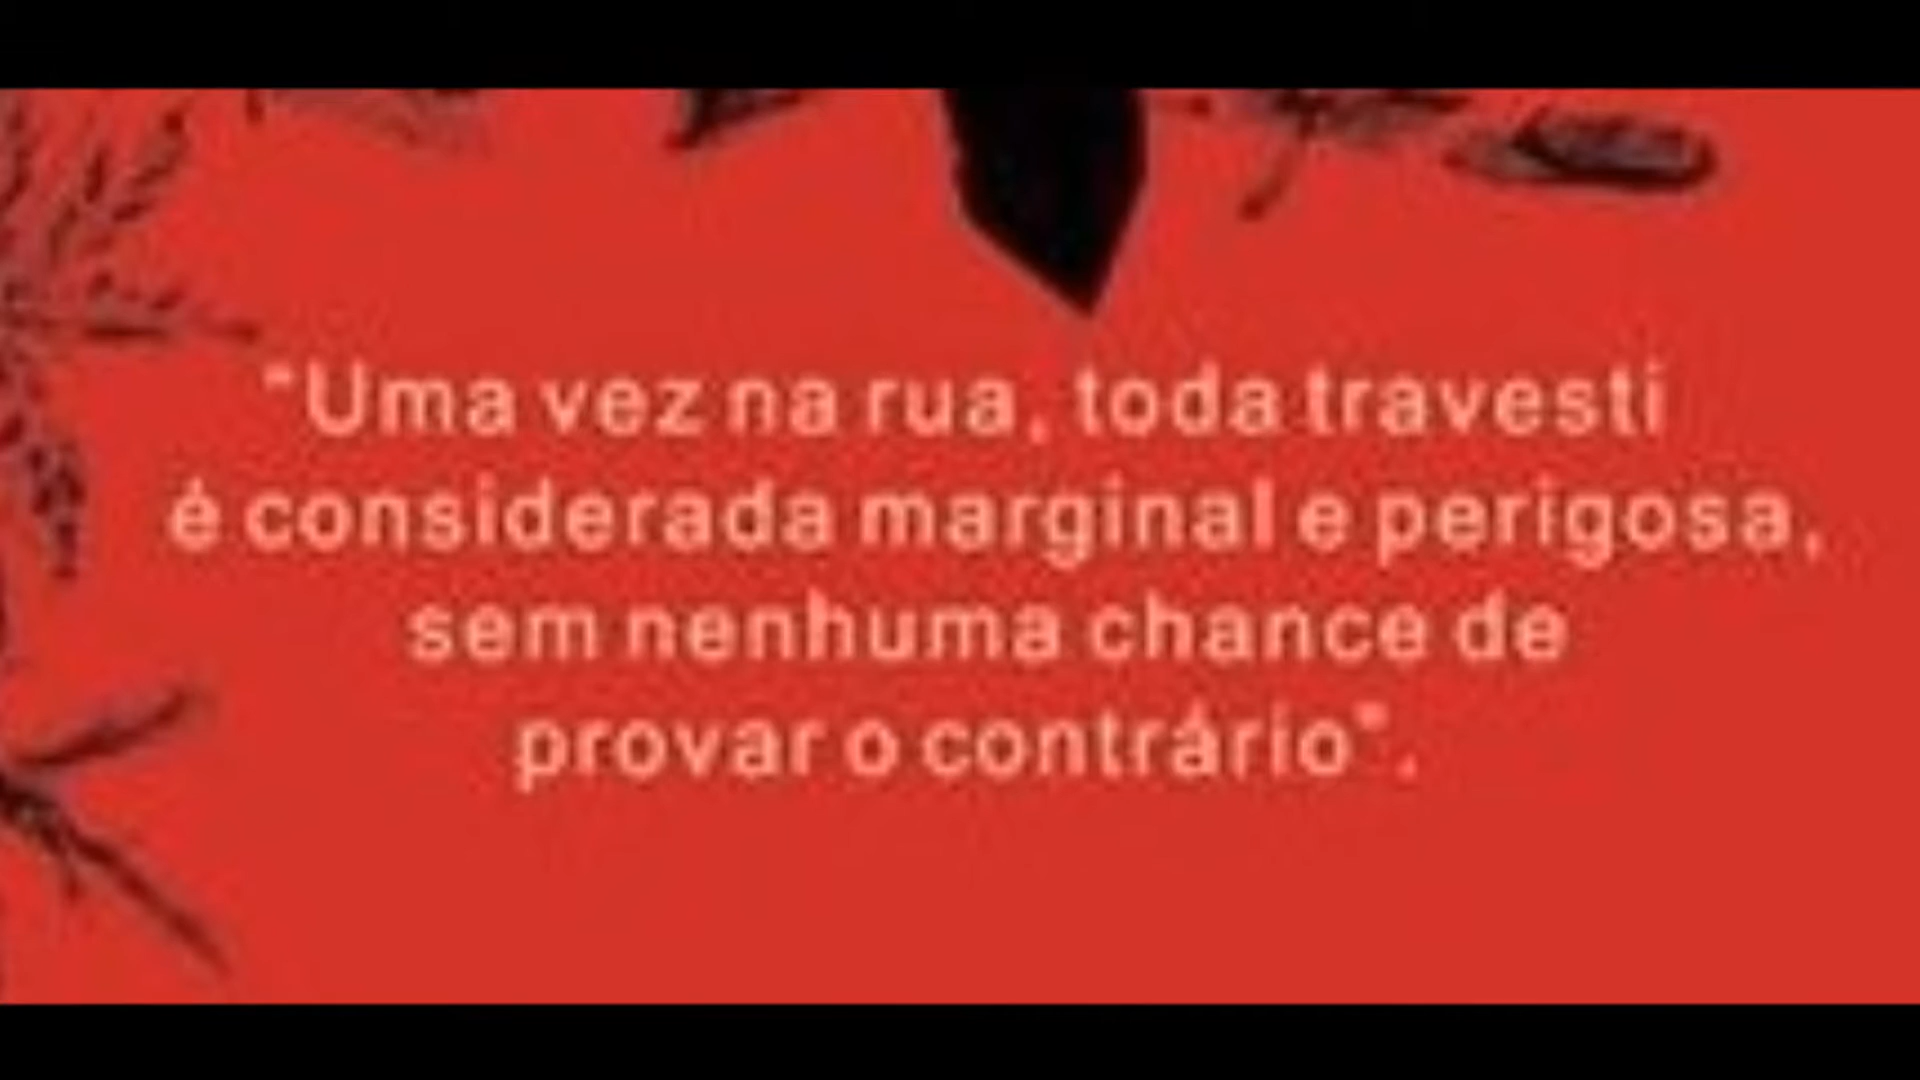 "Uma vez na rua, toda travesti
é considerada marginal e perigosa,
sem nenhuma chance de
provar o contrário".